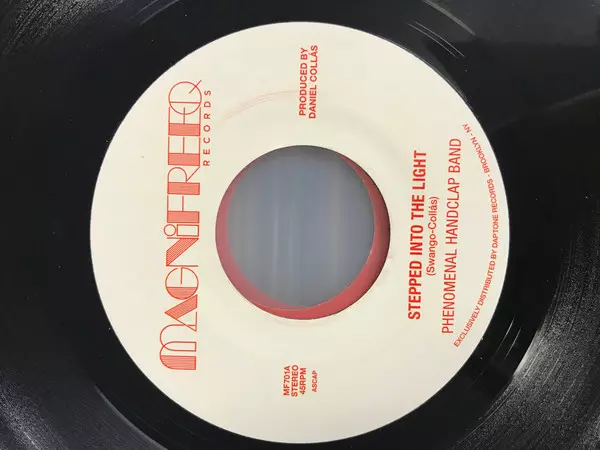 MAGNIFREEQ
RECORDS
MF701A
STEREO
45RPM
ASCAP
PRODUCED BY
DANIEL COLLÁS
STEPPED INTO THE LIGHT
(Swango-Collás)
PHENOMENAL HANDCLAP BAND
EXCLUSIVELY DISTRIBUTED BY DAPTONE RECORDS - BROOKLYN - NY